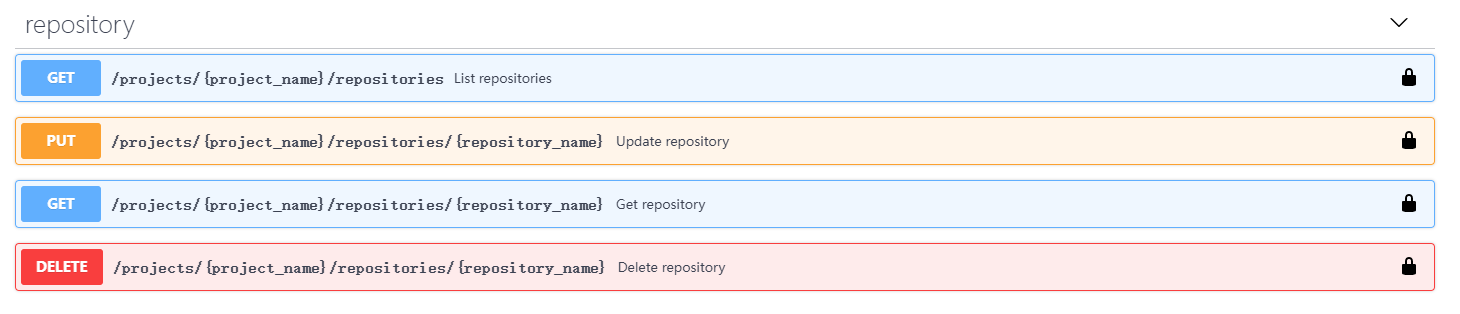 repository
GET /projects/{project_name}/repositories List repositories
PUT /projects/{project_name}/repositories/{repository_name} Update repository
GET /projects/{project_name}/repositories/{repository_name} Get repository
DELETE /projects/{project_name}/repositories/{repository_name} Delete repository